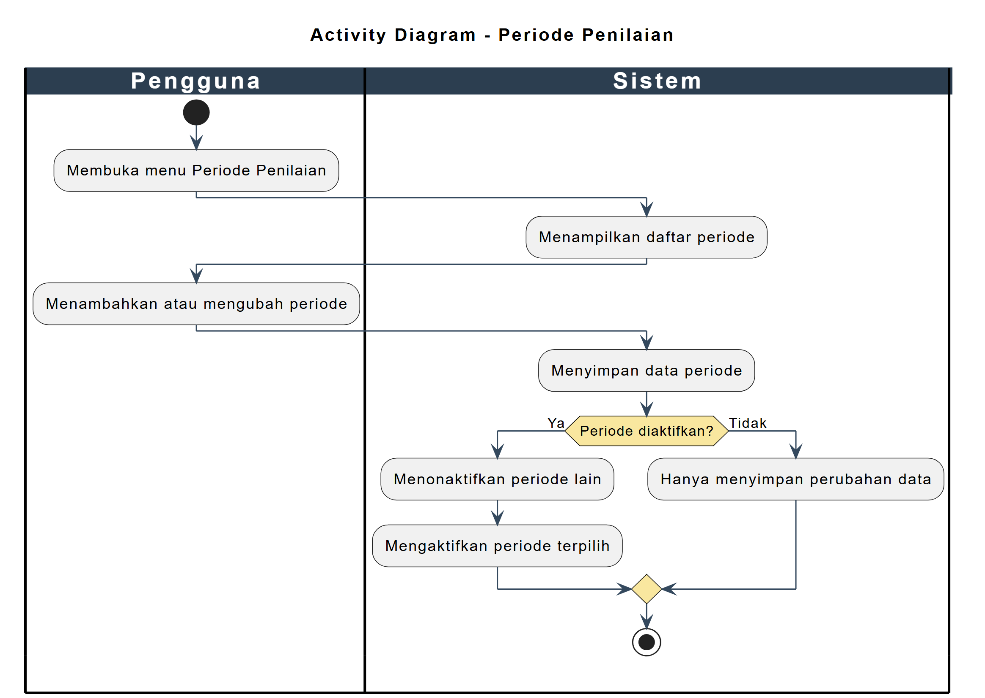 Activity Diagram - Periode Penilaian
Pengguna
Sistem
Membuka menu Periode Penilaian
Menampilkan daftar periode
Menambahkan atau mengubah periode
Menyimpan data periode
Ya
Periode diaktifkan?
Tidak
Menonaktifkan periode lain
Hanya menyimpan perubahan data
Mengaktifkan periode terpilih